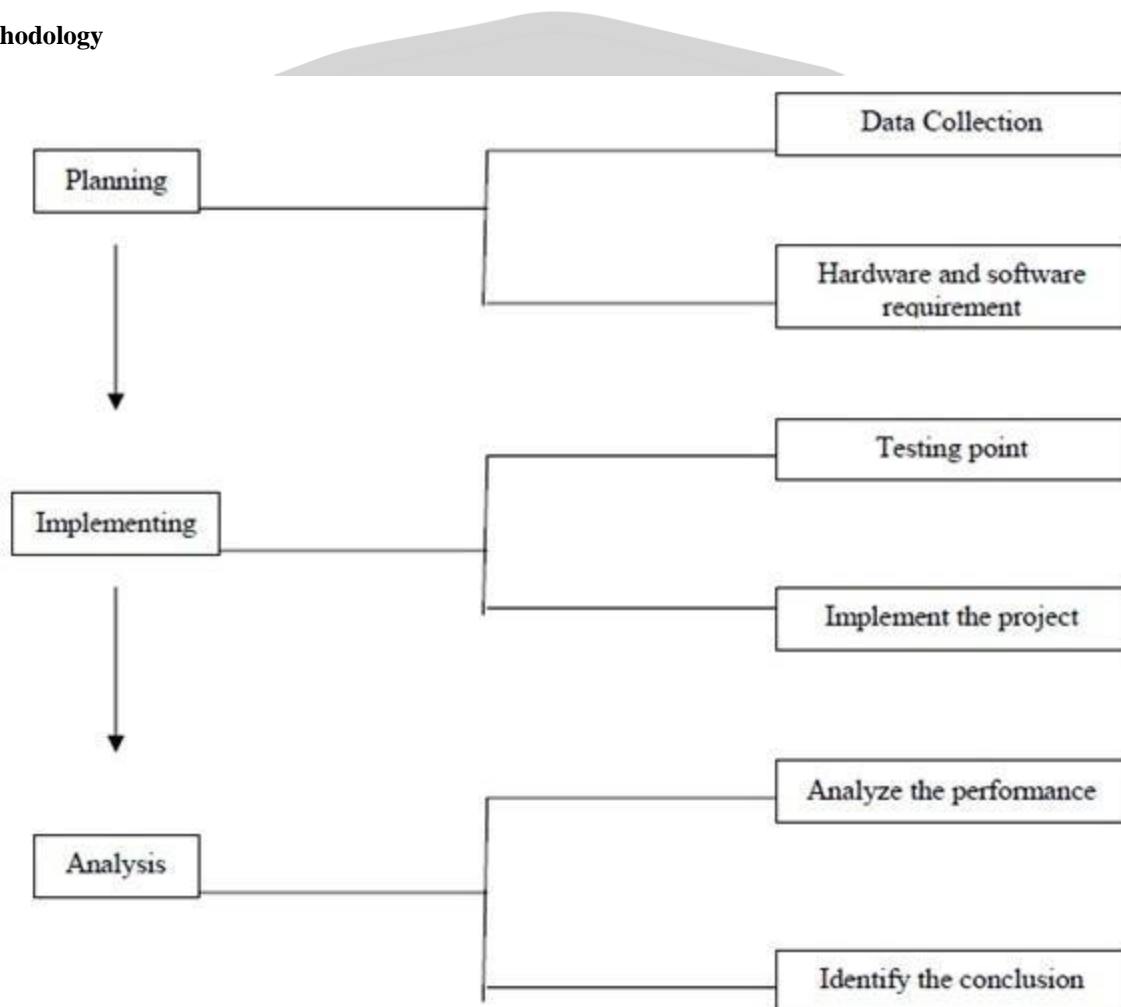 hodology
Data Collection
Planning
Hardware and software
requirement
Testing point
Implementing
Implement the project
Analyze the performance
Analysis
Identify the conclusion